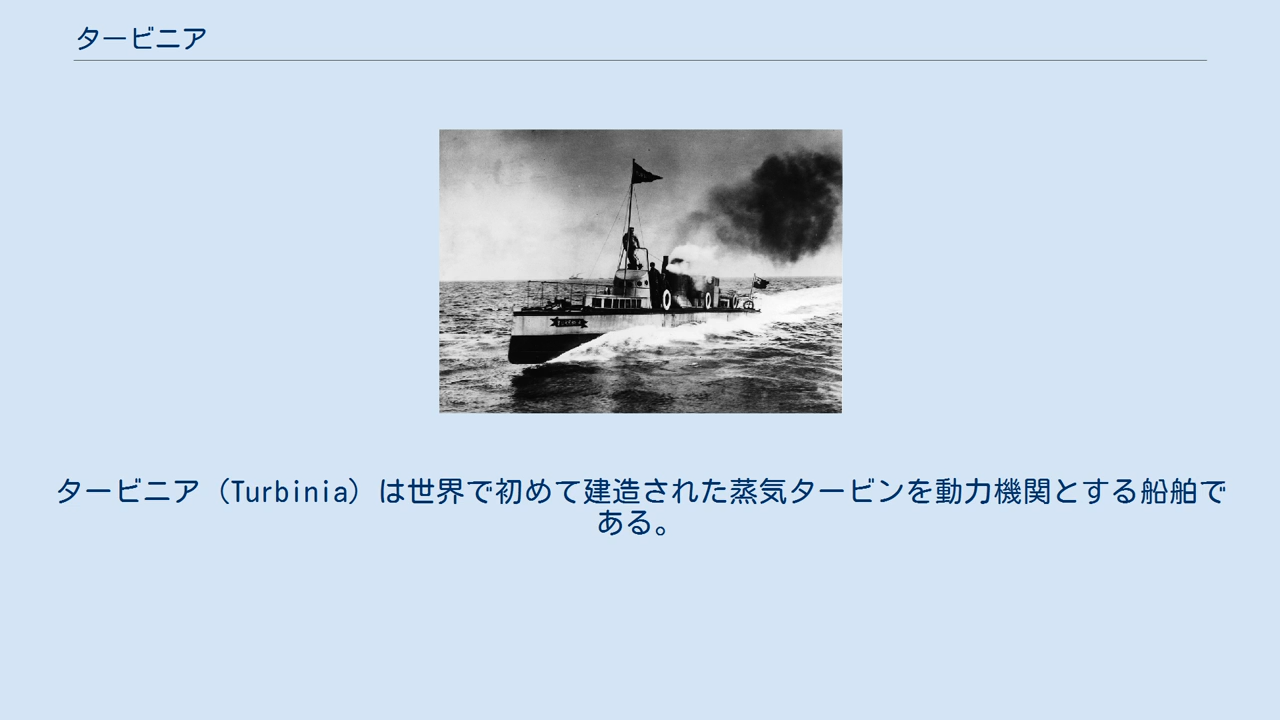 タービニア
タービニア（Turbinia）は世界で初めて建造された蒸気タービンを動力機関とする船舶で
ある。